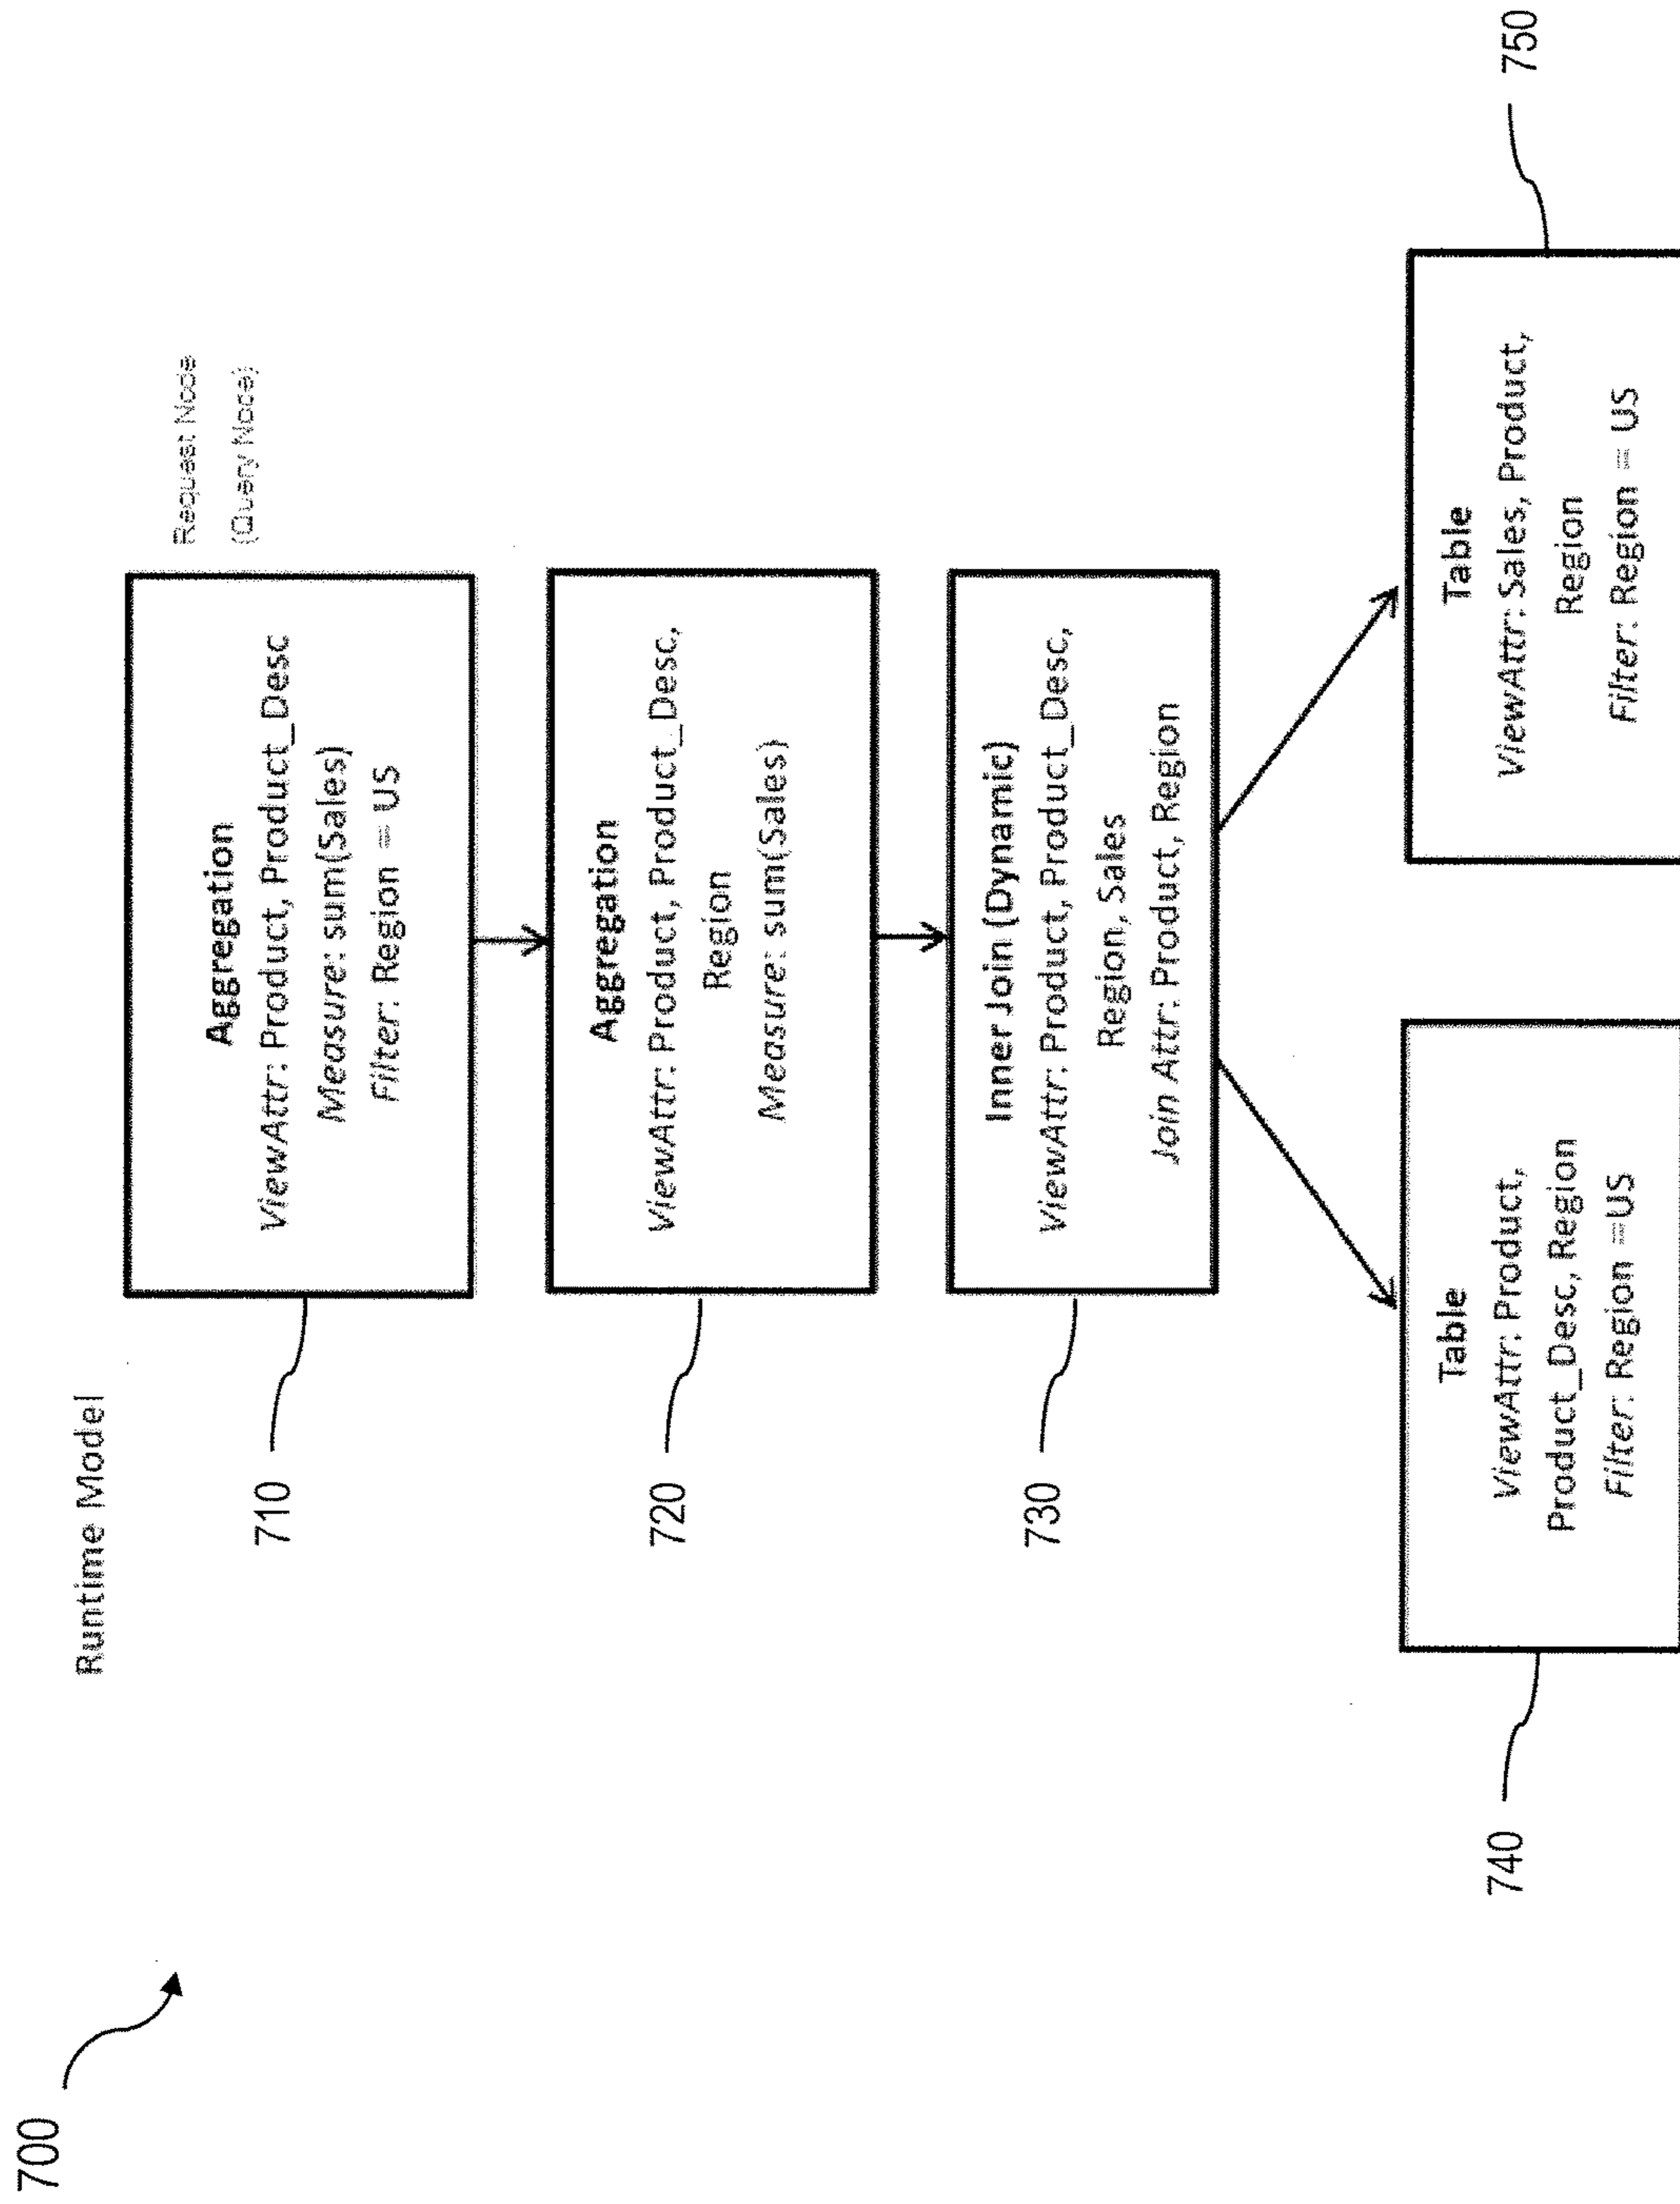 700
Runtime Model
Request Node
(Query Node)
710
Aggregation
ViewAttr: Product, Product_Desc
Measure: sum(Sales)
Filter: Region = US
720
Aggregation
ViewAttr: Product, Product_Desc,
Region
Measure: sum(Sales)
730
Inner Join (Dynamic)
ViewAttr: Product, Product_Desc,
Region, Sales
Join Attr: Product, Region
740
Table
ViewAttr: Product,
Product_Desc, Region
Filter: Region =US
750
Table
ViewAttr: Sales, Product,
Region
Filter: Region = US